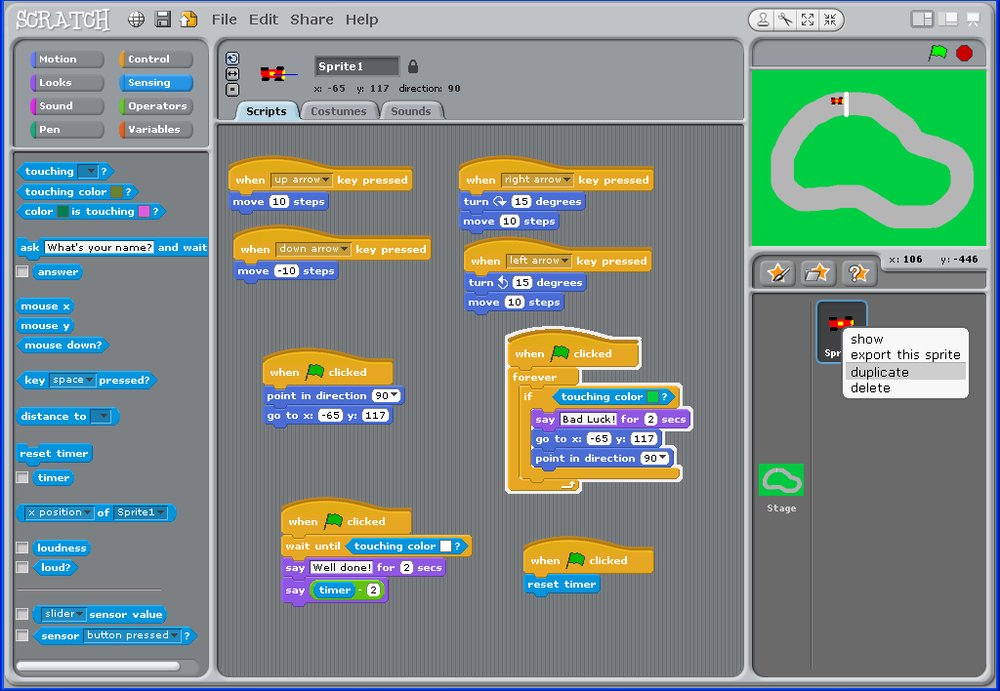 SCRATCH File Edit Share Help
Motion Control
Looks Sensing
Sound Operators
Pen Variables
touching ?
touching color ?
color is touching ?
ask What's your name? and wait
answer
mouse x
mouse y
mouse down?
key space pressed?
distance to
reset timer
timer
x position of Sprite1
loudness
loud?
slider sensor value
sensor button pressed ?
Sprite1
x: -65 y: 117 direction: 90
Scripts Costumes Sounds
when up arrow key pressed
move 10 steps
when down arrow key pressed
move -10 steps
when right arrow key pressed
turn 15 degrees
move 10 steps
when left arrow key pressed
turn 15 degrees
move 10 steps
when clicked
point in direction 90
go to x: -65 y: 117
when clicked
forever
if touching color ?
say Bad Luck! for 2 secs
go to x: -65 y: 117
point in direction 90
when clicked
wait until touching color ?
say Well done! for 2 secs
say timer - 2
when clicked
reset timer
x: 106 y: -446
show
export this sprite
duplicate
delete
Stage